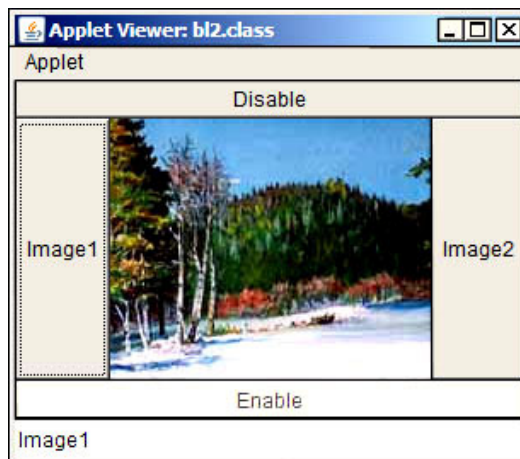 Applet Viewer: bl2.class
Applet
Disable
Image1
Image2
Enable
Image1